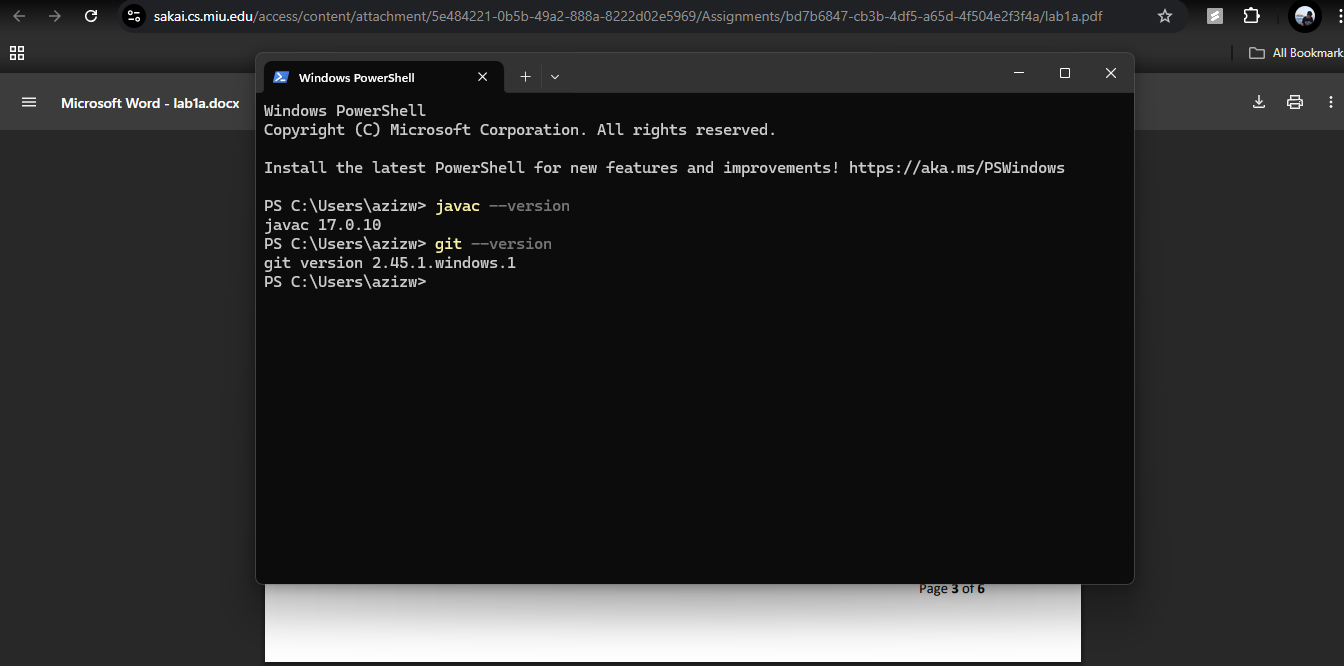 sakai.cs.miu.edu/access/content/attachment/5e484221-0b5b-49a2-888a-8222d02e5969/Assignments/bd7b6847-cb3b-4df5-a65d-4f504e2f3f4a/lab1a.pdf
All Bookmark
Microsoft Word - lab1a.docx
Windows PowerShell
Windows PowerShell
Copyright (C) Microsoft Corporation. All rights reserved.
Install the latest PowerShell for new features and improvements! https://aka.ms/PSWindows
PS C:\Users\azizw> javac --version
javac 17.0.10
PS C:\Users\azizw> git --version
git version 2.45.1.windows.1
PS C:\Users\azizw>
Page 3 of 6